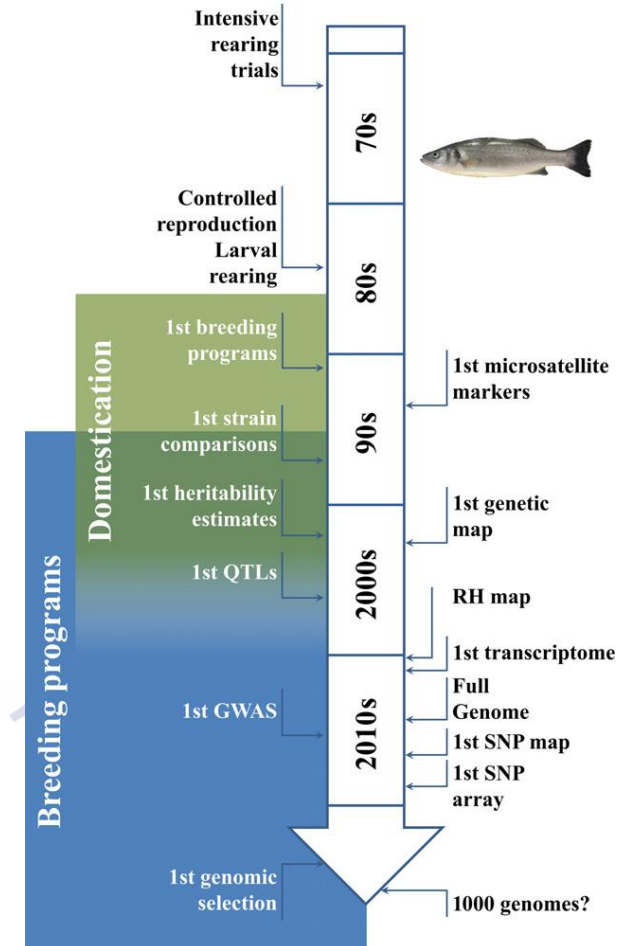 Intensive
rearing
trials
70s
Controlled
reproduction
Larval
rearing
80s
Domestication
1st breeding
programs
1st microsatellite
markers
90s
1st strain
comparisons
Breeding programs
1st heritability
estimates
1st genetic
map
2000s
1st QTLs
RH map
1st transcriptome
Full
Genome
1st GWAS
2010s
1st SNP map
1st SNP
array
1st genomic
selection
1000 genomes?